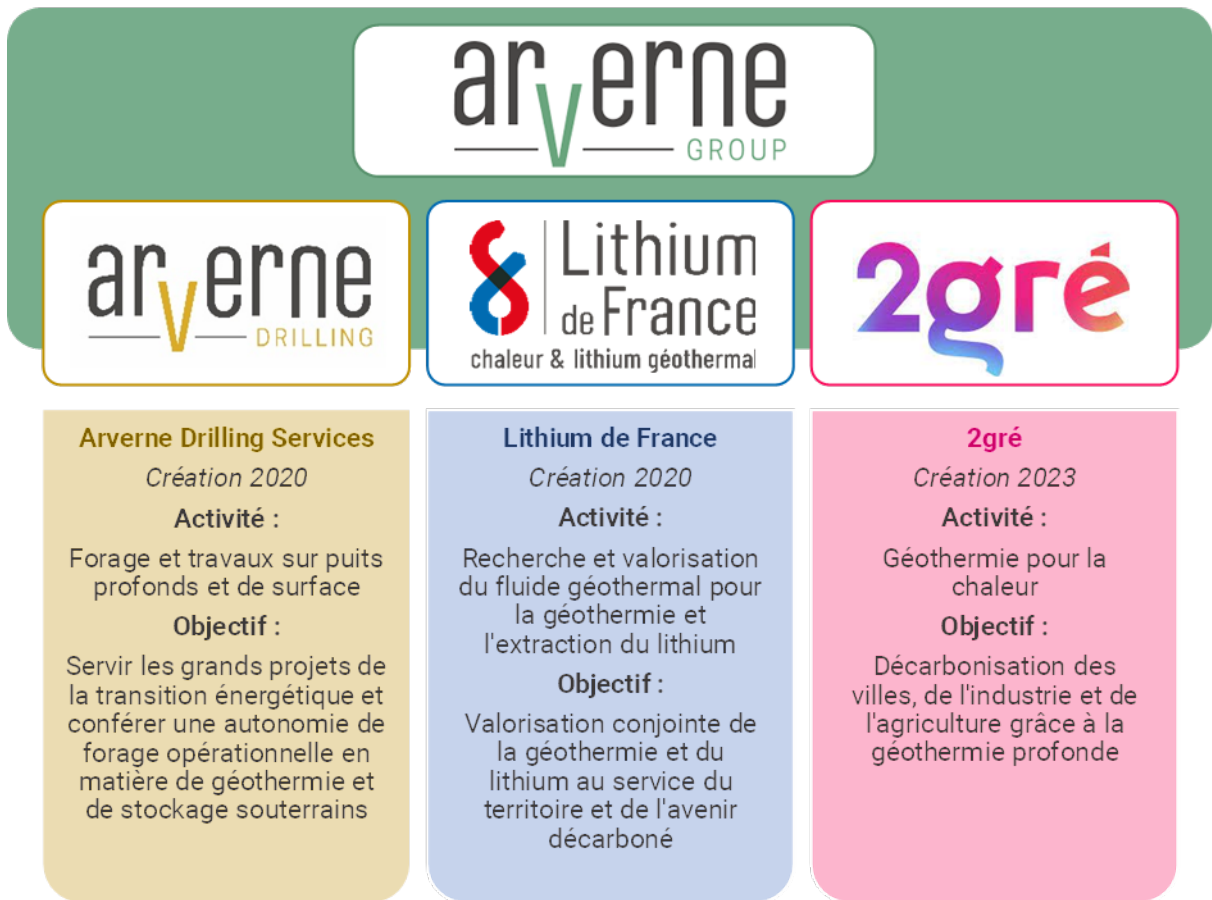 arverne
GROUP
arverne
DRILLING
Lithium
de France
chaleur & lithium géothermal
2gré
Arverne Drilling Services
Création 2020
Activité :
Forage et travaux sur puits
profonds et de surface
Objectif :
Servir les grands projets de
la transition énergétique et
conférer une autonomie de
forage opérationnelle en
matière de géothermie et
de stockage souterrains
Lithium de France
Création 2020
Activité :
Recherche et valorisation
du fluide géothermal pour
la géothermie et
l'extraction du lithium
Objectif :
Valorisation conjointe de
la géothermie et du
lithium au service du
territoire et de l'avenir
décarboné
2gré
Création 2023
Activité :
Géothermie pour la
chaleur
Objectif :
Décarbonisation des
villes, de l'industrie et de
l'agriculture grâce à la
géothermie profonde